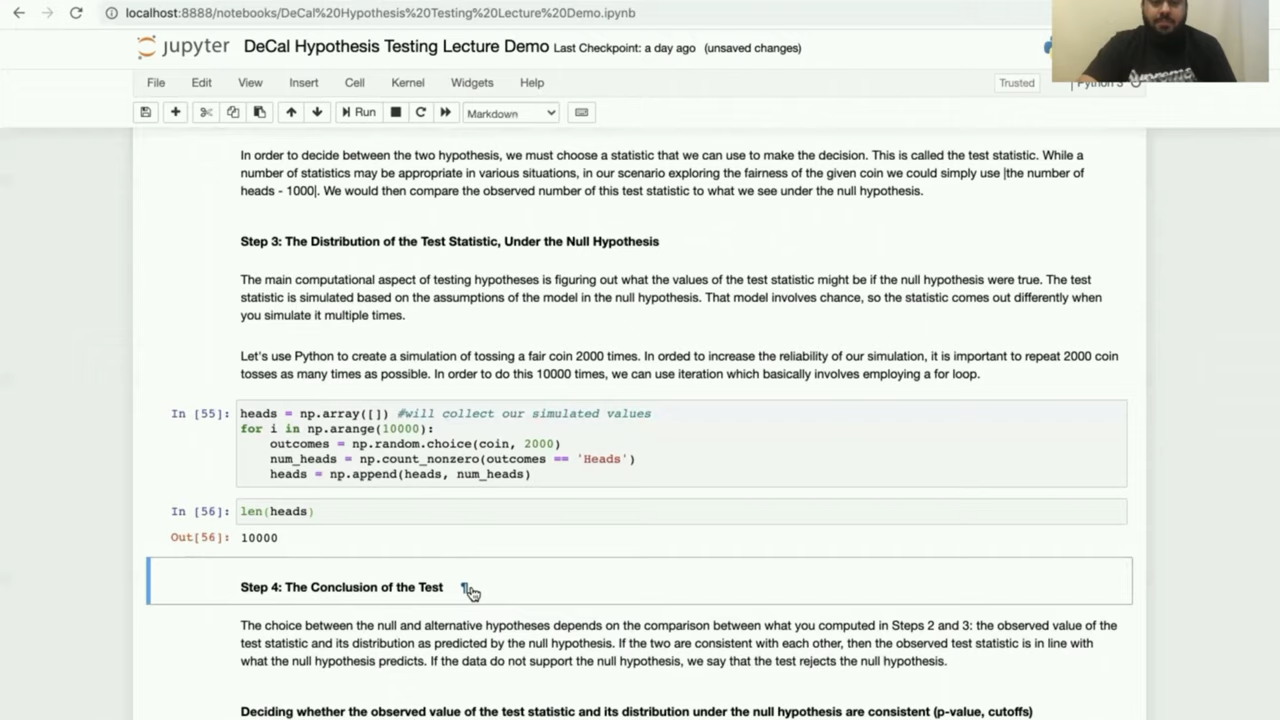 localhost:8888/notebooks/DeCal%20Hypothesis%20Testing%20Lecture%20Demo.ipynb
jupyter DeCal Hypothesis Testing Lecture Demo Last Checkpoint: a day ago (unsaved changes)
File Edit View Insert Cell Kernel Widgets Help Trusted Python 3
Run Markdown
In order to decide between the two hypothesis, we must choose a statistic that we can use to make the decision. This is called the test statistic. While a
number of statistics may be appropriate in various situations, in our scenario exploring the fairness of the given coin we could simply use |the number of
heads - 1000|. We would then compare the observed number of this test statistic to what we see under the null hypothesis.
Step 3: The Distribution of the Test Statistic, Under the Null Hypothesis
The main computational aspect of testing hypotheses is figuring out what the values of the test statistic might be if the null hypothesis were true. The test
statistic is simulated based on the assumptions of the model in the null hypothesis. That model involves chance, so the statistic comes out differently when
you simulate it multiple times.
Let's use Python to create a simulation of tossing a fair coin 2000 times. In orded to increase the reliability of our simulation, it is important to repeat 2000 coin
tosses as many times as possible. In order to do this 10000 times, we can use iteration which basically involves employing a for loop.
In [55]: heads = np.array([]) #will collect our simulated values
for i in np.arange(10000):
outcomes = np.random.choice(coin, 2000)
num_heads = np.count_nonzero(outcomes == 'Heads')
heads = np.append(heads, num_heads)
In [56]: len(heads)
Out[56]: 10000
Step 4: The Conclusion of the Test ¶
The choice between the null and alternative hypotheses depends on the comparison between what you computed in Steps 2 and 3: the observed value of the
test statistic and its distribution as predicted by the null hypothesis. If the two are consistent with each other, then the observed test statistic is in line with
what the null hypothesis predicts. If the data do not support the null hypothesis, we say that the test rejects the null hypothesis.
Deciding whether the observed value of the test statistic and its distribution under the null hypothesis are consistent (p-value, cutoffs)